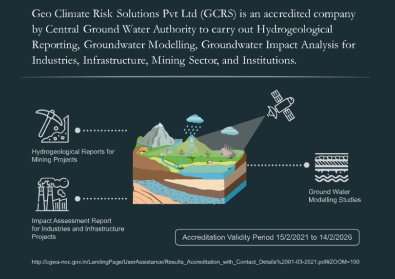 Geo Climate Risk Solutions Pvt Ltd (GCRS) is an accredited company
by Central Ground Water Authority to carry out Hydrogeological
Reporting, Groundwater Modelling, Groundwater Impact Analysis for
Industries, Infrastructure, Mining Sector, and Institutions.
Hydrogeological Reports for
Mining Projects
Ground Water
Modelling Studies
Impact Assessment Report
for Industries and Infrastructure
Projects
Accreditation Validity Period 15/2/2021 to 14/2/2026
http://cgwa-noc.gov.in/LandingPage/UserAssistance/Results_Accreditation_with_Contact_Details%2001-03-2021.pdf#ZOOM=100